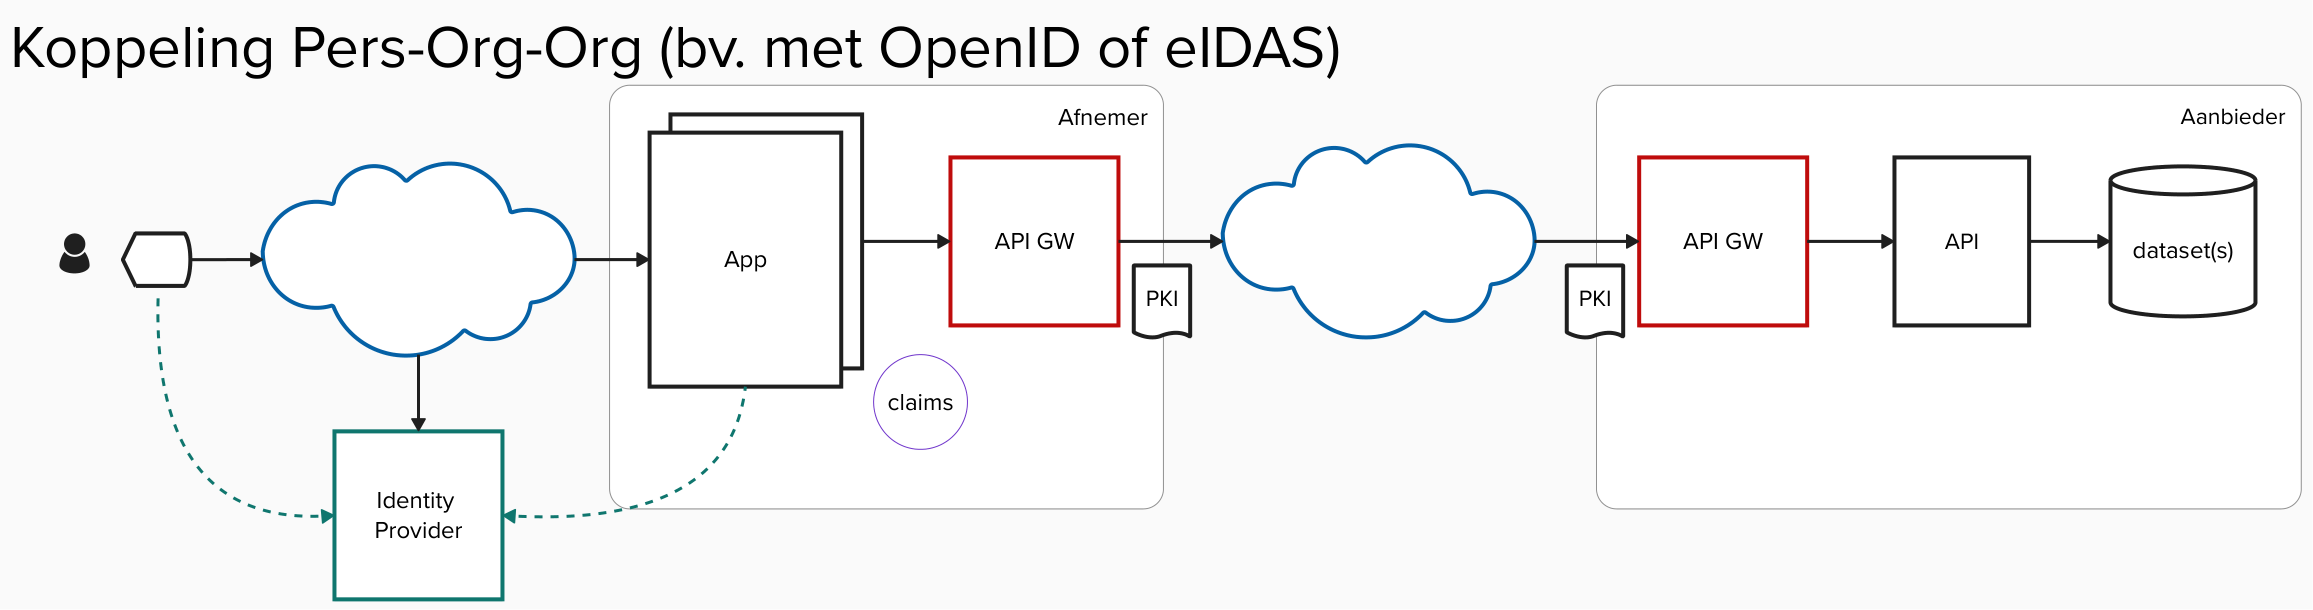 Koppeling Pers-Org-Org (bv. met OpenID of eIDAS)
Afnemer
Aanbieder
App
API GW
PKI
claims
Identity
Provider
PKI
API GW
API
dataset(s)